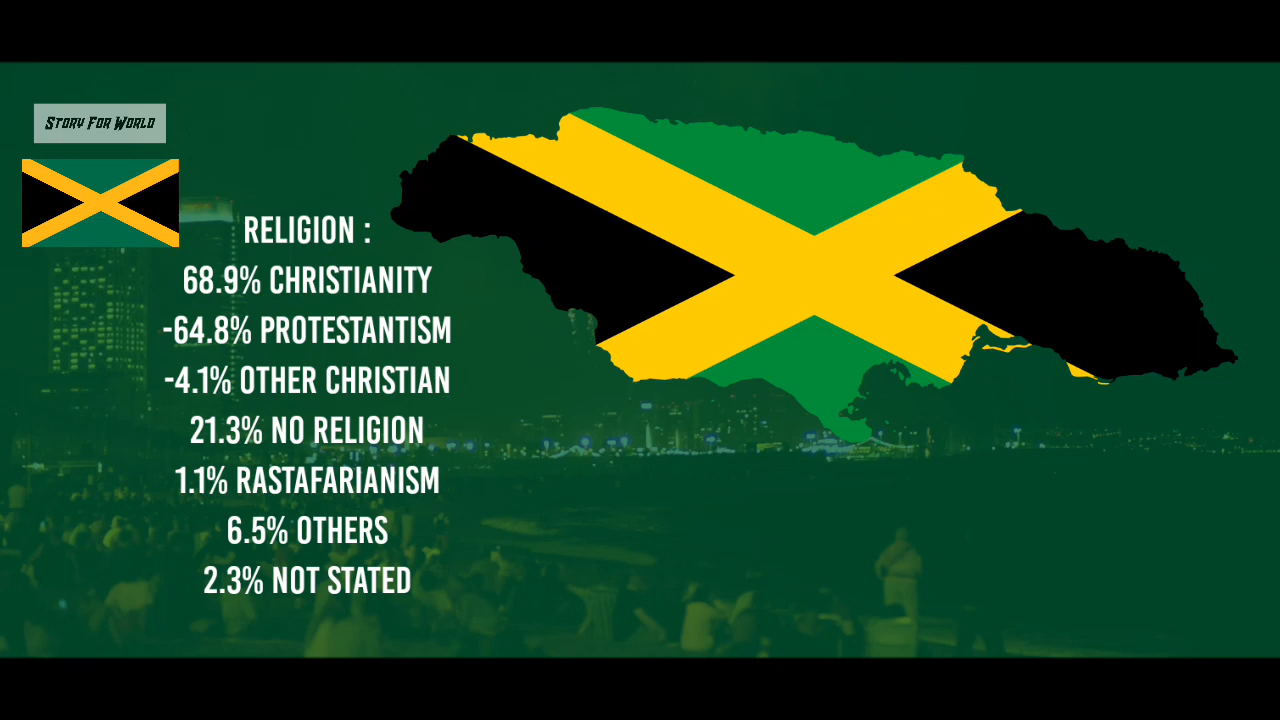 Story For World
RELIGION :
68.9% CHRISTIANITY
-64.8% PROTESTANTISM
-4.1% OTHER CHRISTIAN
21.3% NO RELIGION
1.1% RASTAFARIANISM
6.5% OTHERS
2.3% NOT STATED